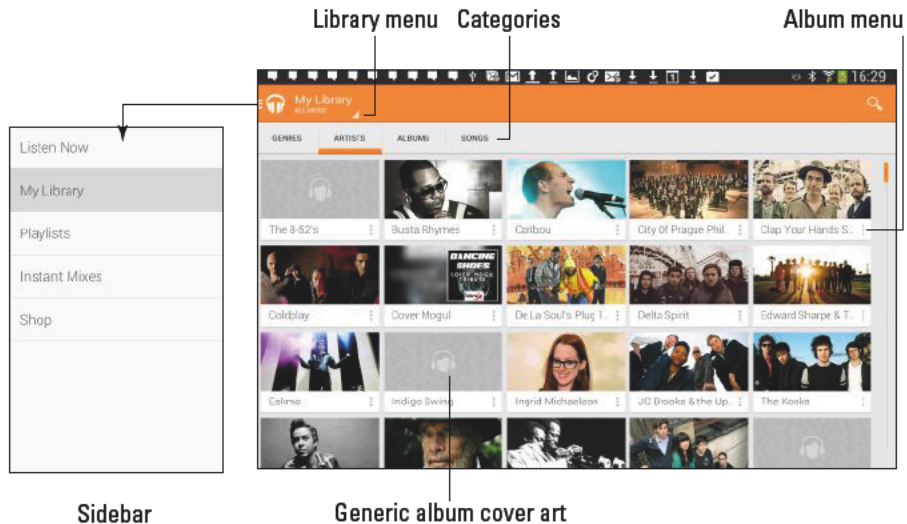 Library menu Categories Album menu
16:29
My Library
ALL MUSIC
GENRES ARTISTS ALBUMS SONGS
Listen Now
My Library
Playlists
Instant Mixes
Shop
The B-52's Busta Rhymes Caribou City Of Prague Phil.. Clap Your Hands S..
DANCING
SHOES
COVER MOGUL
TRIBUTE
Coldplay Cover Mogul De La Soul's Plug 1.. Delta Spirit Edward Sharpe & T..
Eskmo Indigo Swing Ingrid Michaelson JC Brooks & the Up.. The Kooks
Sidebar Generic album cover art